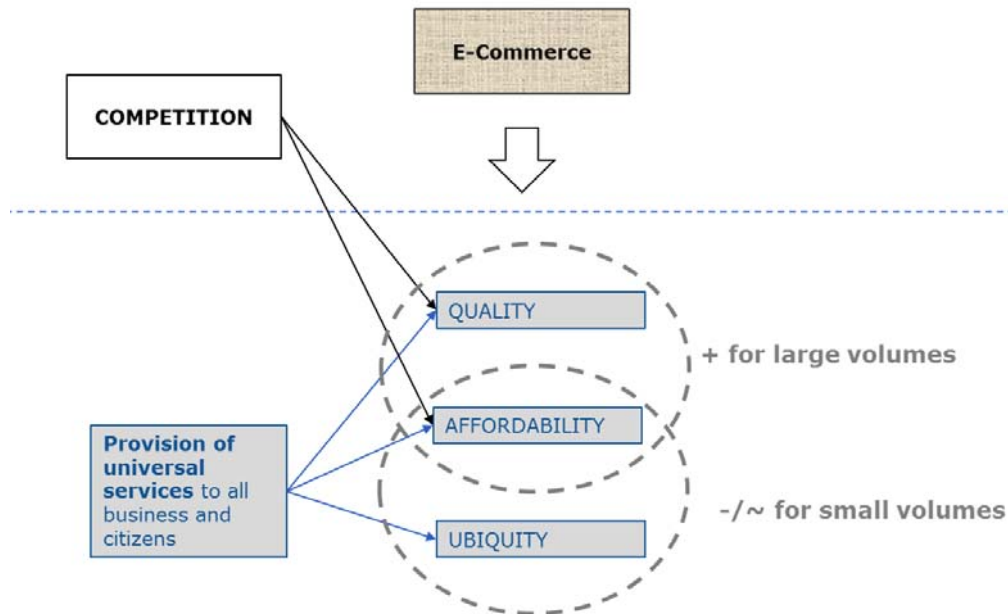 E-Commerce
COMPETITION
QUALITY
+ for large volumes
AFFORDABILITY
Provision of
universal
services to all
business and
citizens
-/~ for small volumes
UBIQUITY